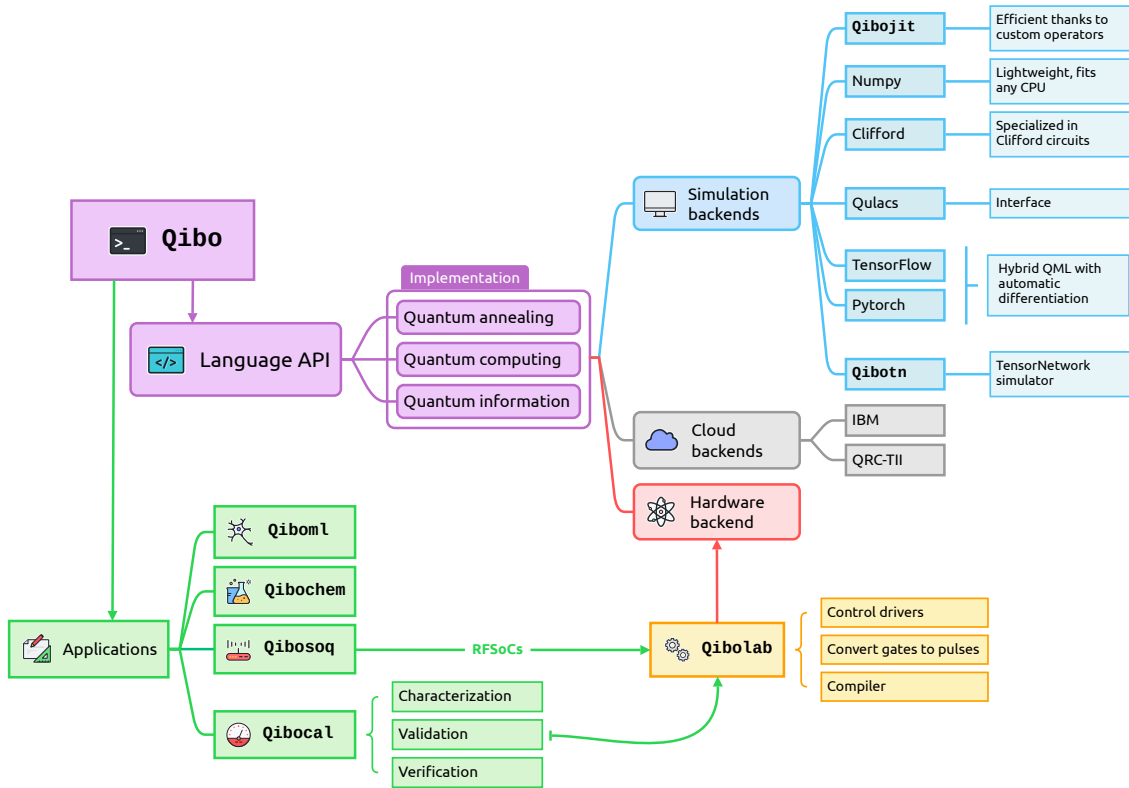 Qibojit
Efficient thanks to
custom operators
Numpy
Lightweight, fits
any CPU
Clifford
Specialized in
Clifford circuits
Simulation
backends
Qulacs
Interface
>_
Qibo
TensorFlow
Pytorch
Hybrid QML with
automatic
differentiation
Implementation
Quantum annealing
</>
Language API
Quantum computing
Quantum information
Qibotn
TensorNetwork
simulator
Cloud
backends
IBM
QRC-TII
Hardware
backend
Qiboml
Qibochem
Applications
Qibosoq
RFSoCs
Qibolab
Control drivers
Convert gates to pulses
Compiler
Qibocal
Characterization
Validation
Verification